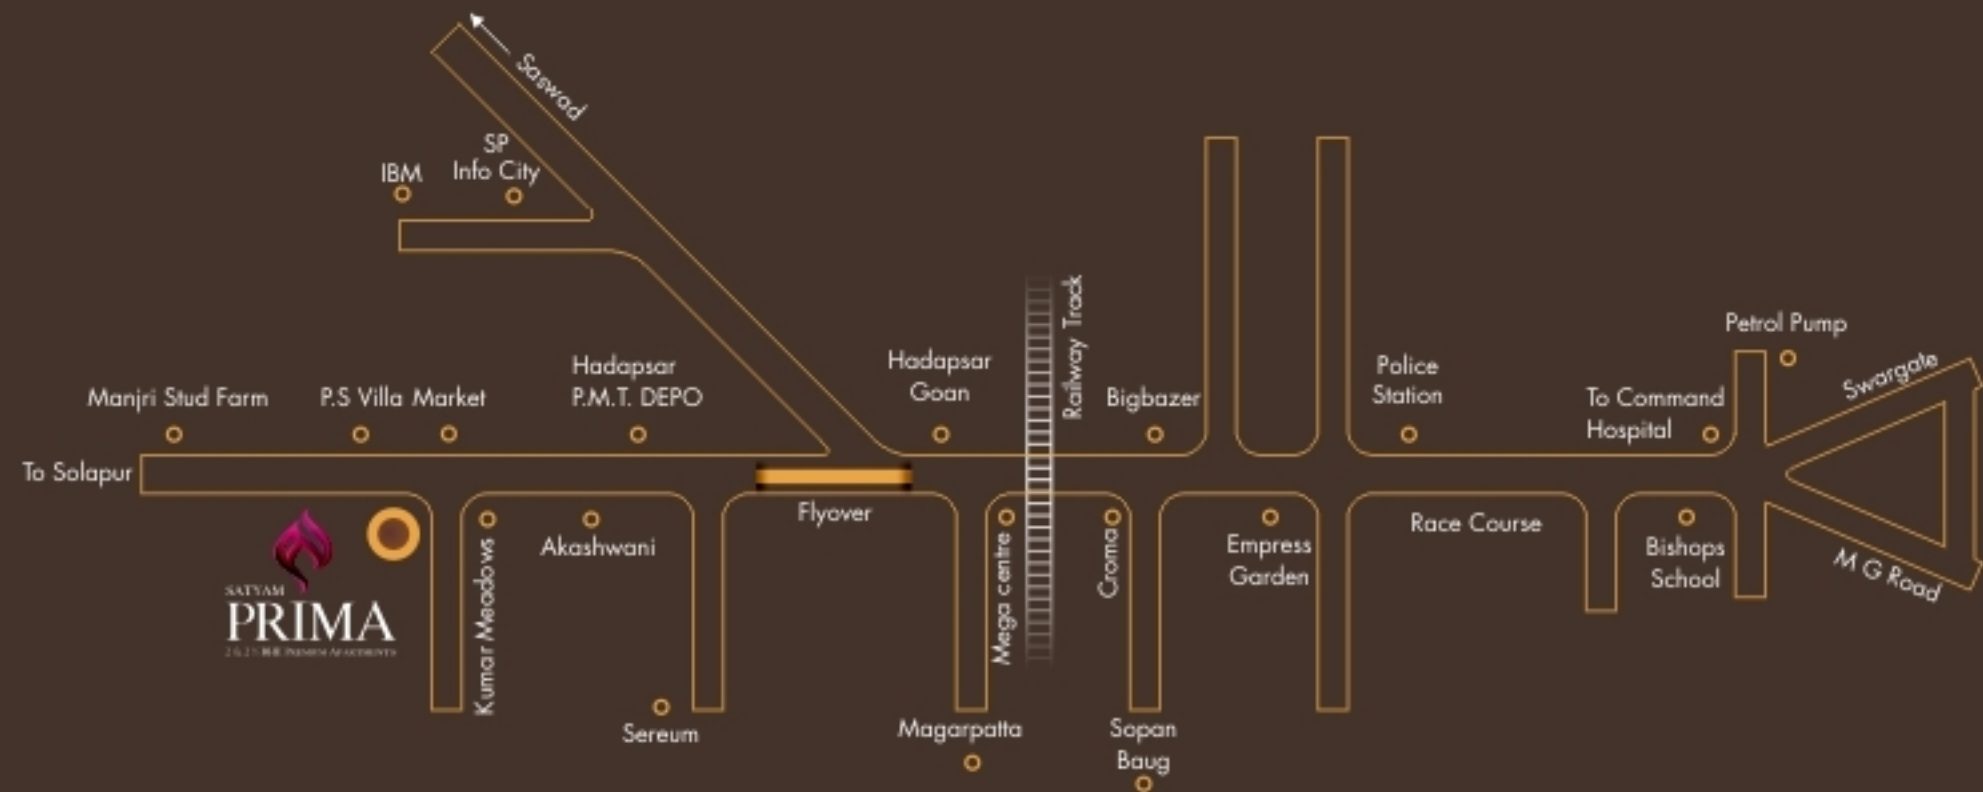 Saswad
SP
Info City
IBM
Railway Track
Petrol Pump
Swargate
Hadapsar
Goan
Hadapsar
P.M.T. DEPO
Police
Station
Manjri Stud Farm
P.S Villa Market
Bigbazer
To Command
Hospital
To Solapur
Flyover
Kumar Meadows
Akashwani
Mega centre
Croma
Empress
Garden
Race Course
Bishops
School
M G Road
SATYAM
PRIMA
PREMIUM APARTMENTS
Sereum
Magarpatta
Sopan
Baug